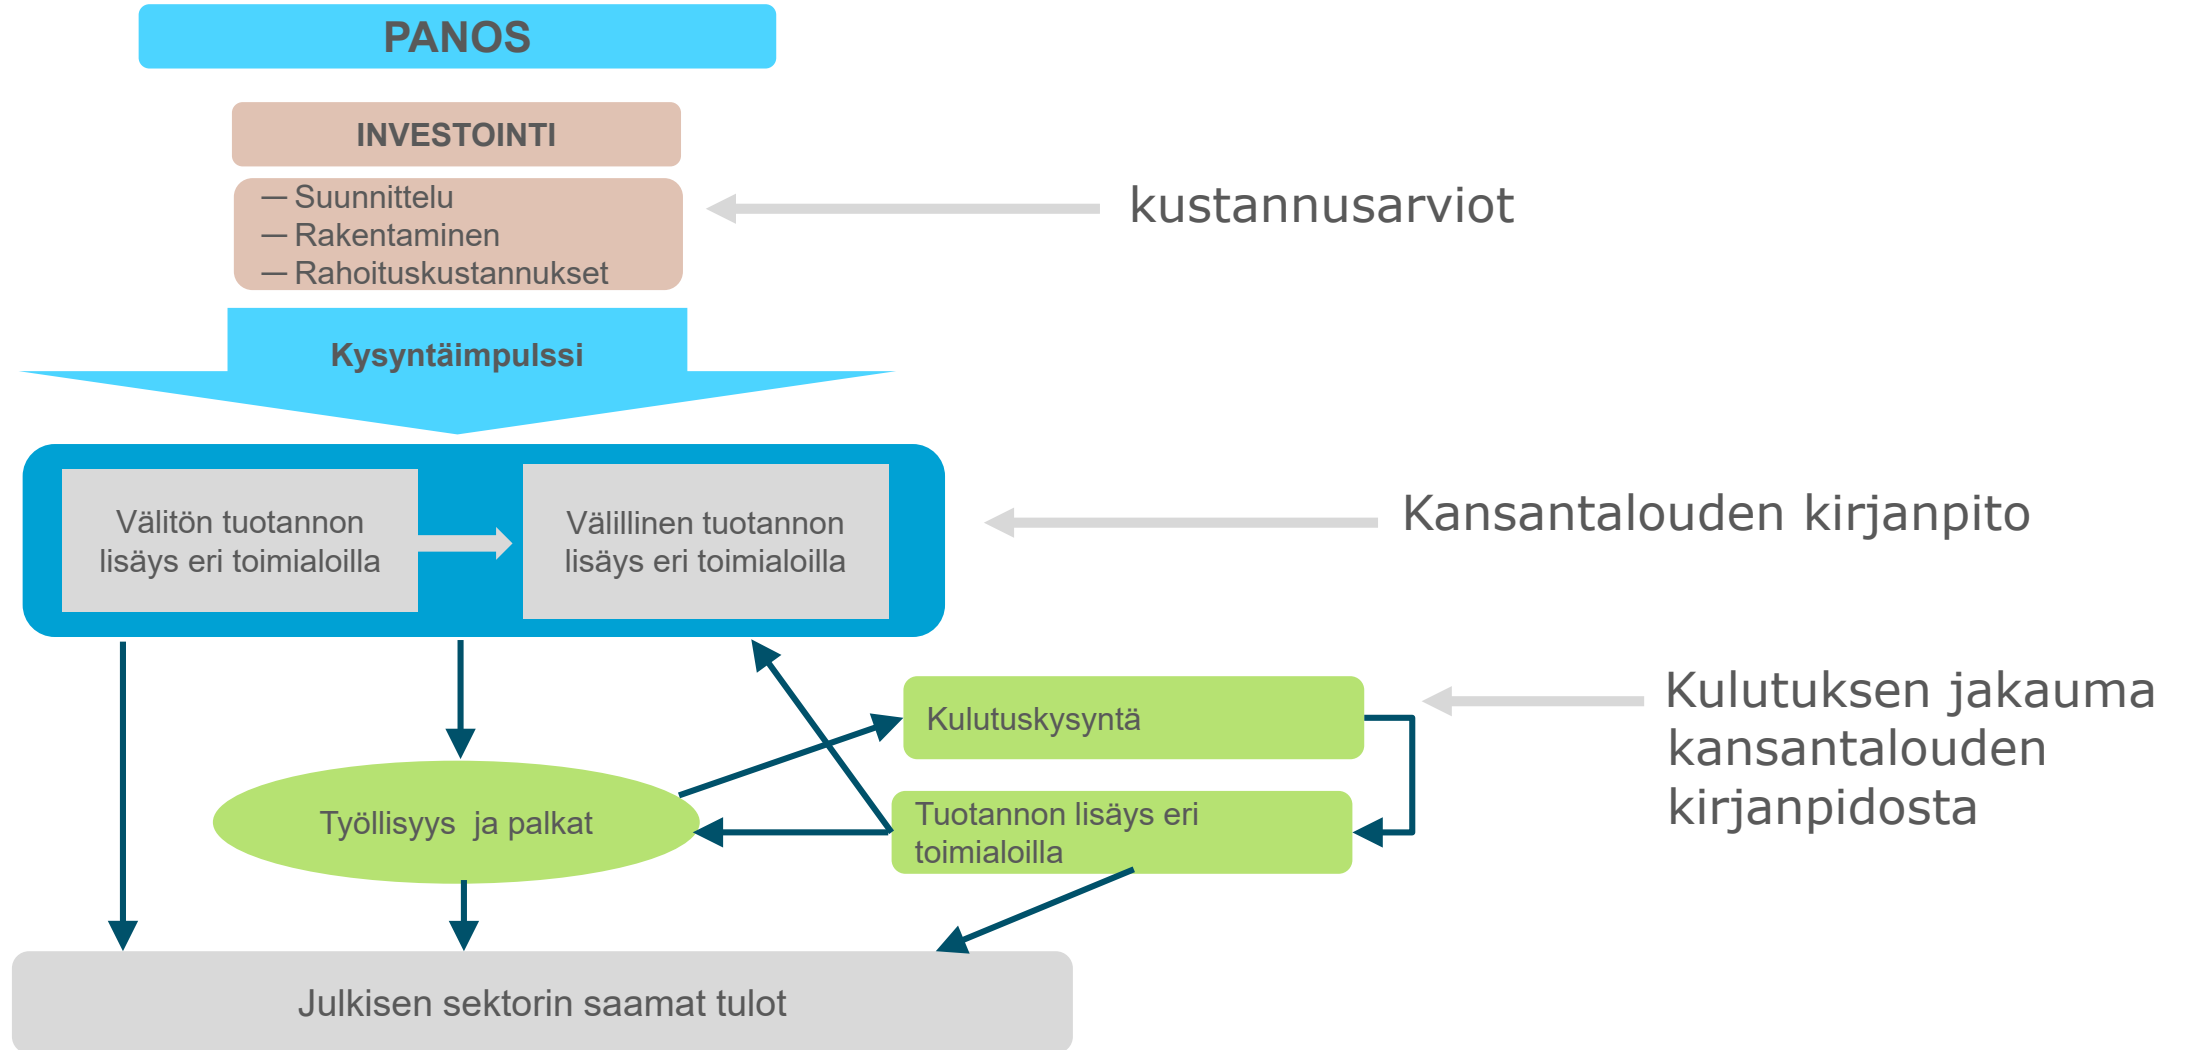 PANOS
INVESTOINTI
– Suunnittelu
– Rakentaminen
– Rahoituskustannukset
kustannusarviot
Kysyntäimpulssi
Välitön tuotannon
lisäys eri toimialoilla
Välillinen tuotannon
lisäys eri toimialoilla
Kansantalouden kirjanpito
Kulutuskysyntä
Kulutuksen jakauma
kansantalouden
kirjanpidosta
Työllisyys ja palkat
Tuotannon lisäys eri
toimialoilla
Julkisen sektorin saamat tulot